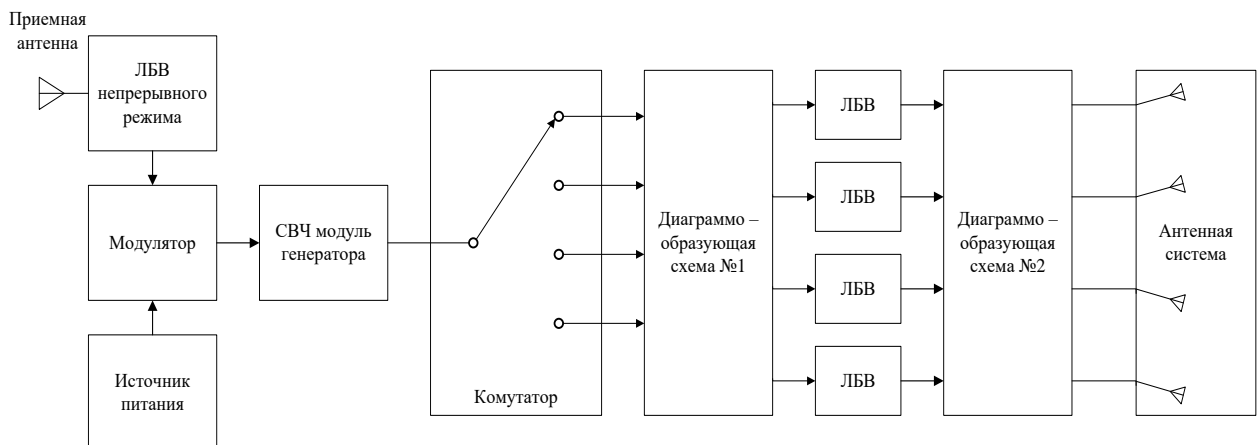 Приемная
антенна
ЛБВ
непрерывного
режима
Модулятор
Источник
питания
СВЧ модуль
генератора
Комутатор
Диаграммо –
образующая
схема №1
ЛБВ
ЛБВ
ЛБВ
ЛБВ
Диаграммо –
образующая
схема №2
Антенная
система